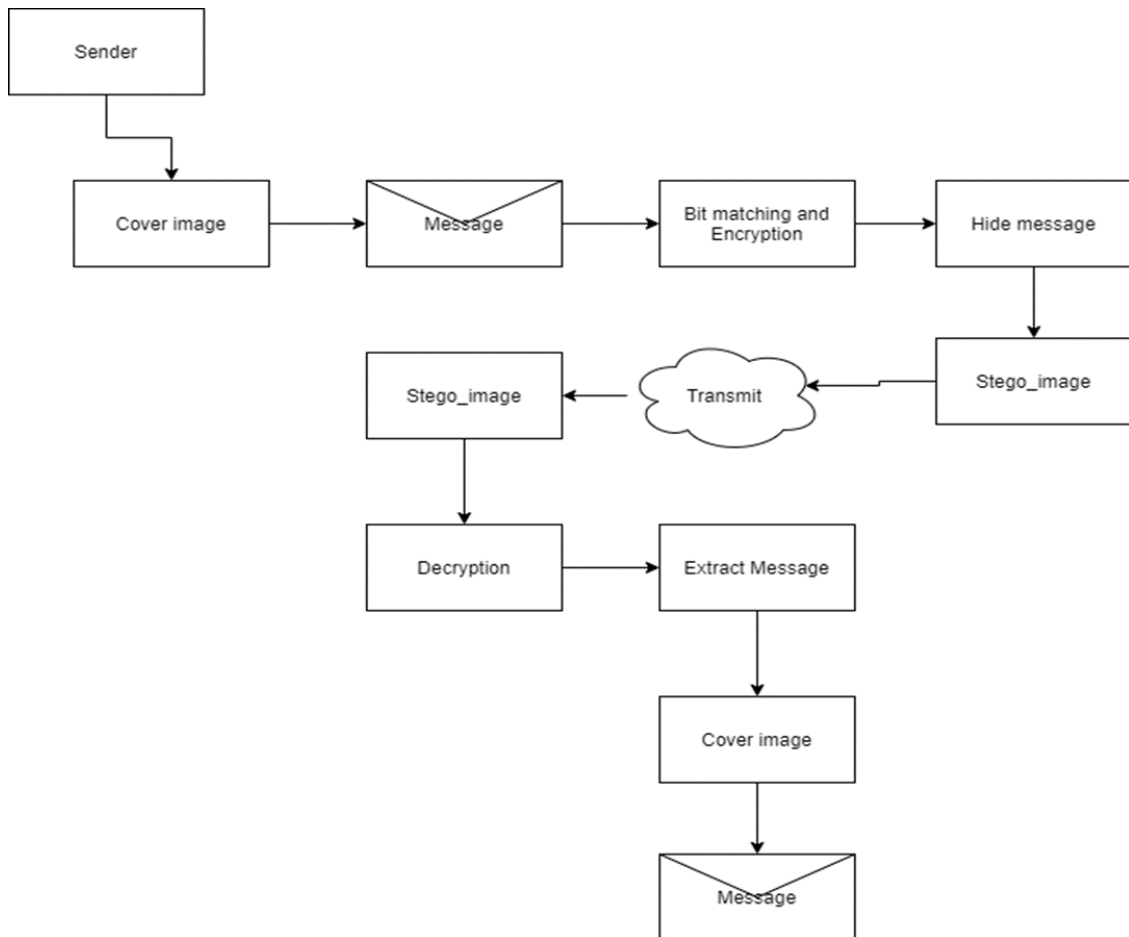 Sender
Cover image
Message
Bit matching and
Encryption
Hide message
Stego_image
Transmit
Stego_image
Decryption
Extract Message
Cover image
Message